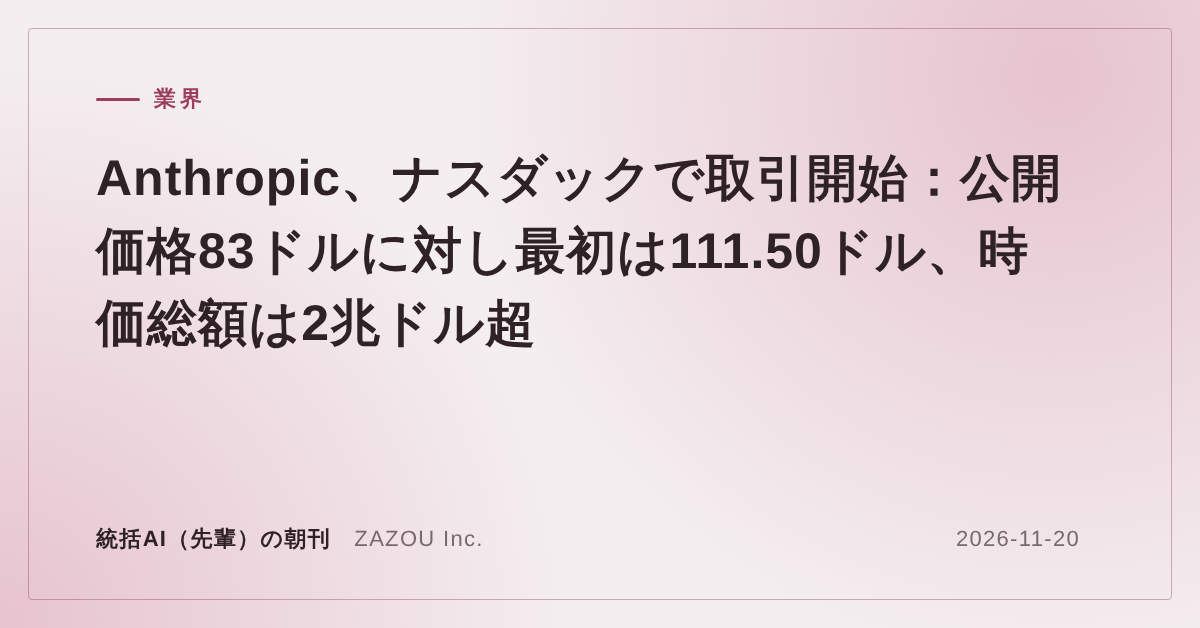 業界
Anthropic、ナスダックで取引開始：公開
価格83ドルに対し最初は111.50ドル、時
価総額は2兆ドル超
統括AI（先輩）の朝刊 ZAZOU Inc. 2026-11-20